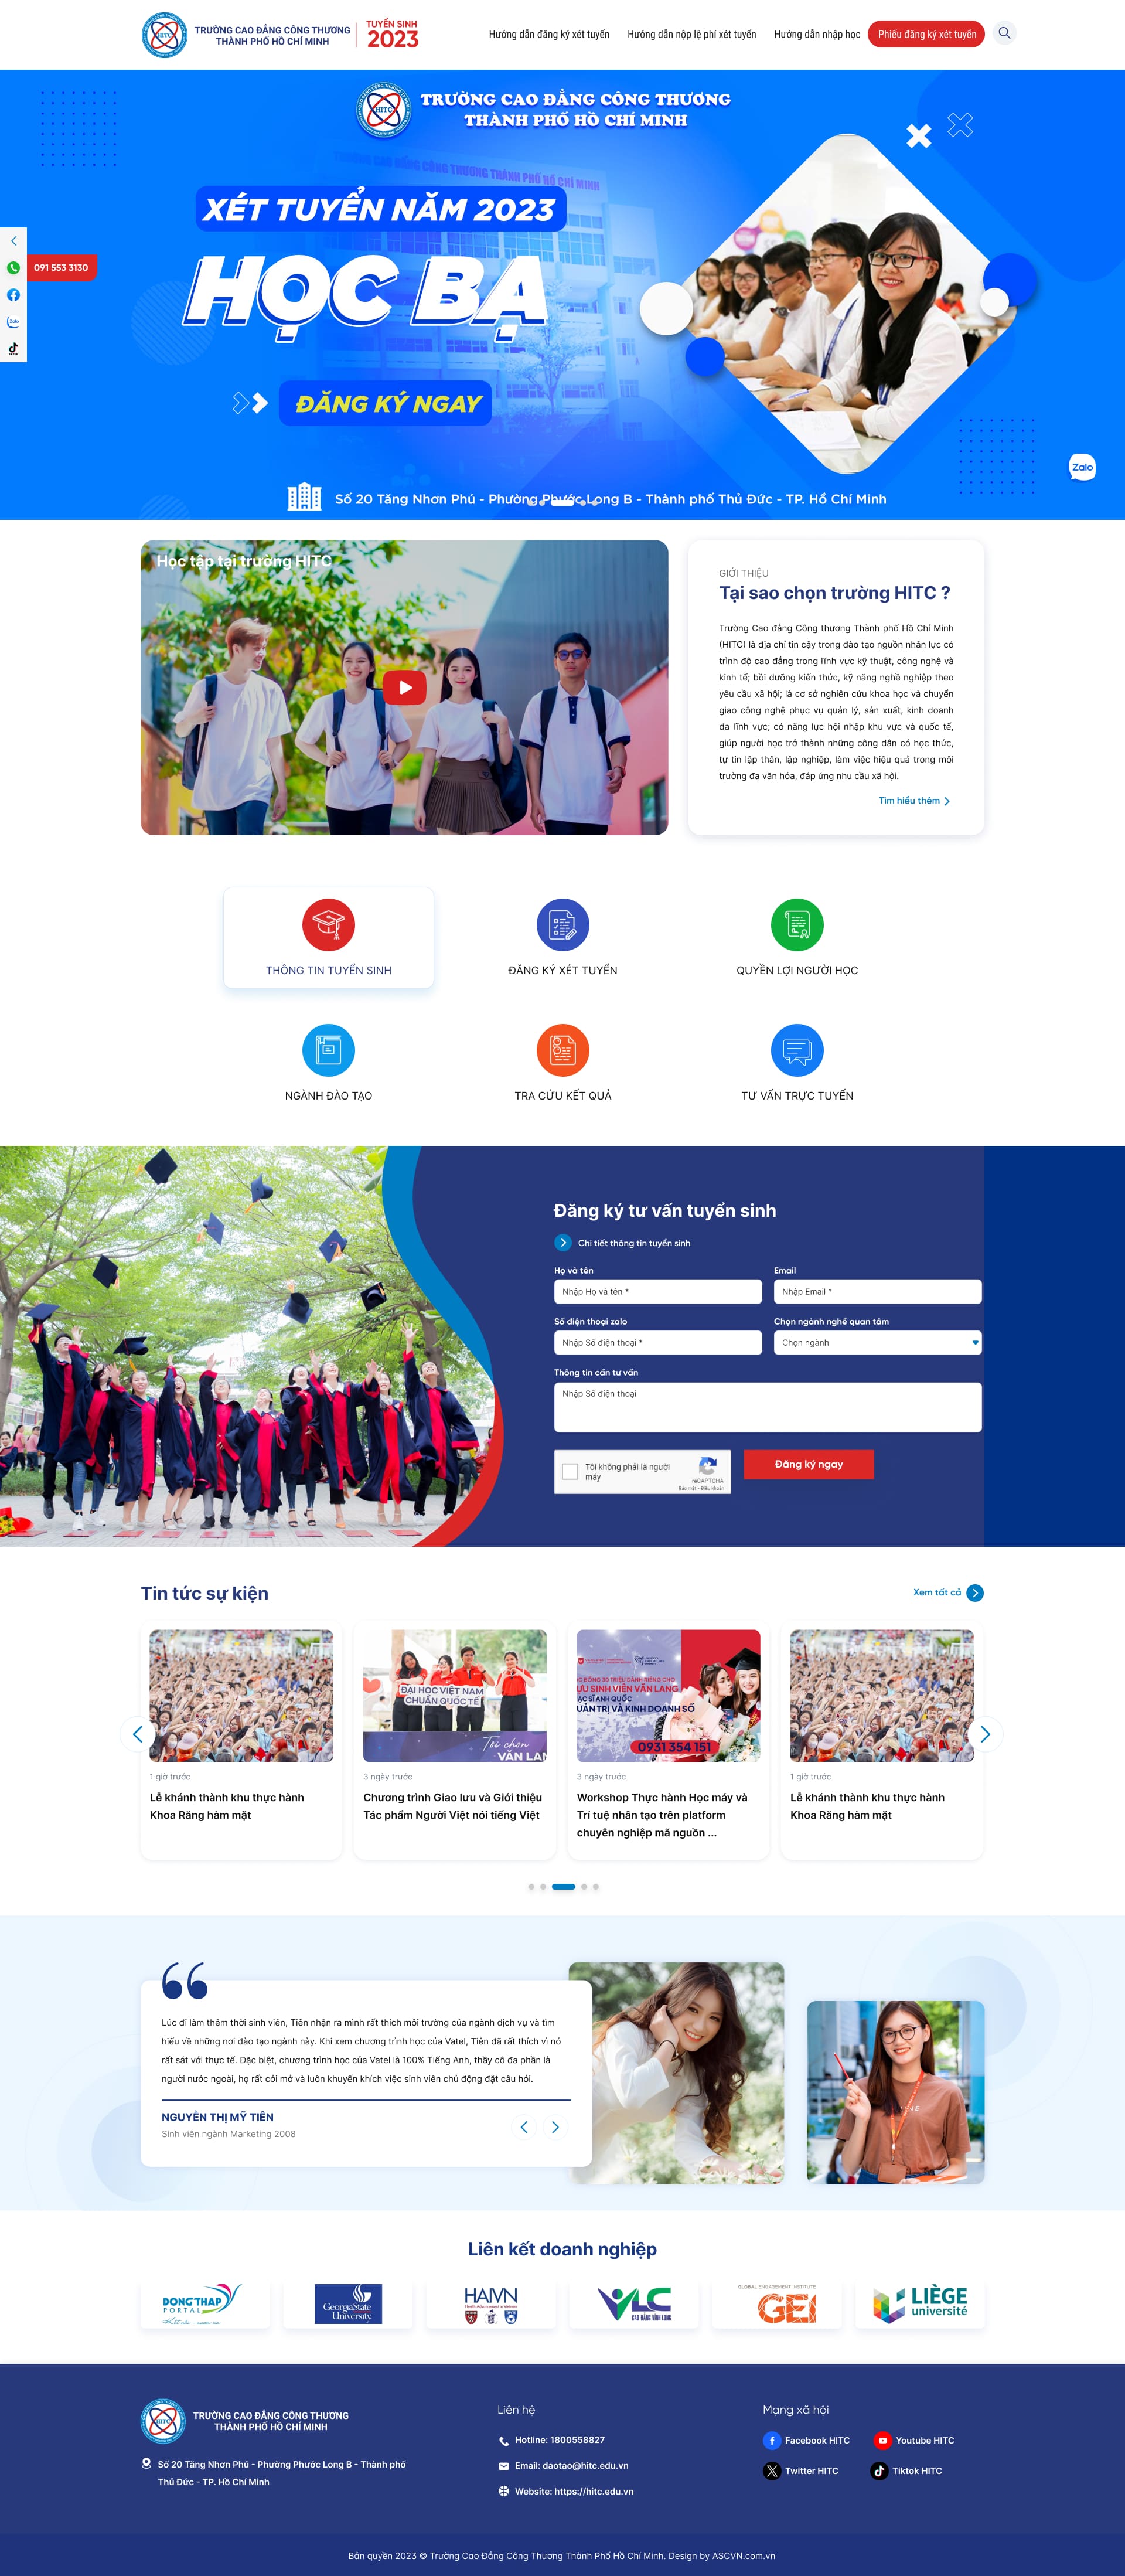 TRƯỜNG CAO ĐẲNG CÔNG THƯƠNG
THÀNH PHỐ HỒ CHÍ MINH
TUYỂN SINH
2023
Hướng dẫn đăng ký xét tuyển
Hướng dẫn nộp lệ phí xét tuyển
Hướng dẫn nhập học
Phiếu đăng ký xét tuyển
HITC
TRƯỜNG CAO ĐẲNG CÔNG THƯƠNG
THÀNH PHỐ HỒ CHÍ MINH
XÉT TUYỂN NĂM 2023
HỌC BẠ
091 553 3130
Zalo
ĐĂNG KÝ NGAY
Zalo
Số 20 Tăng Nhơn Phú - Phường Phước Long B - Thành phố Thủ Đức - TP. Hồ Chí Minh
Học tập tại trường HITC
GIỚI THIỆU
Tại sao chọn trường HITC ?
Trường Cao đẳng Công thương Thành phố Hồ Chí Minh
(HITC) là địa chỉ tin cậy trong đào tạo nguồn nhân lực có
trình độ cao đẳng trong lĩnh vực kỹ thuật, công nghệ và
kinh tế; bồi dưỡng kiến thức, kỹ năng nghề nghiệp theo
yêu cầu xã hội; là cơ sở nghiên cứu khoa học và chuyển
giao công nghệ phục vụ quản lý, sản xuất, kinh doanh
đa lĩnh vực; có năng lực hội nhập khu vực và quốc tế,
giúp người học trở thành những công dân có học thức,
tự tin lập thân, lập nghiệp, làm việc hiệu quả trong môi
trường đa văn hóa, đáp ứng nhu cầu xã hội.
Tìm hiểu thêm
THÔNG TIN TUYỂN SINH
ĐĂNG KÝ XÉT TUYỂN
QUYỀN LỢI NGƯỜI HỌC
NGÀNH ĐÀO TẠO
TRA CỨU KẾT QUẢ
TƯ VẤN TRỰC TUYẾN
Đăng ký tư vấn tuyển sinh
Chi tiết thông tin tuyển sinh
Họ và tên
Email
Nhập Họ và tên *
Nhập Email *
Số điện thoại zalo
Chọn ngành nghề quan tâm
Nhập Số điện thoại *
Chọn ngành
Thông tin cần tư vấn
Nhập Số điện thoại
Tôi không phải là người
máy
reCAPTCHA
Bảo mật - Điều khoản
Đăng ký ngay
Tin tức sự kiện
Xem tất cả
ĐẠI HỌC VIỆT NAM
CHUẨN QUỐC TẾ
Tôi chọn
VĂN LAN
C BỔNG 30 TRIỆU DÀNH RIÊNG CHO
ỰU SINH VIÊN VĂN LANG
ẠC SĨ ANH QUỐC
UẢN TRỊ VÀ KINH DOANH SỐ
0931 354 151
1 giờ trước
3 ngày trước
3 ngày trước
1 giờ trước
Lễ khánh thành khu thực hành
Khoa Răng hàm mặt
Chương trình Giao lưu và Giới thiệu
Tác phẩm Người Việt nói tiếng Việt
Workshop Thực hành Học máy và
Trí tuệ nhân tạo trên platform
chuyên nghiệp mã nguồn ...
Lễ khánh thành khu thực hành
Khoa Răng hàm mặt
Lúc đi làm thêm thời sinh viên, Tiên nhận ra mình rất thích môi trường của ngành dịch vụ và tìm
hiểu về những nơi đào tạo ngành này. Khi xem chương trình học của Vatel, Tiên đã rất thích vì nó
rất sát với thực tế. Đặc biệt, chương trình học của Vatel là 100% Tiếng Anh, thầy cô đa phần là
người nước ngoài, họ rất cởi mở và luôn khuyến khích việc sinh viên chủ động đặt câu hỏi.
NGUYỄN THỊ MỸ TIÊN
Sinh viên ngành Marketing 2008
Liên kết doanh nghiệp
DONG THAP
PORTAL
GeorgiaState
University
HAIVN
Health Advancement in Vietnam
VLC
CAO ĐẲNG VĨNH LONG
GLOBAL ENGAGEMENT INSTITUTE
GEI
LIÈGE
université
TRƯỜNG CAO ĐẲNG CÔNG THƯƠNG
THÀNH PHỐ HỒ CHÍ MINH
Số 20 Tăng Nhơn Phú - Phường Phước Long B - Thành phố
Thủ Đức - TP. Hồ Chí Minh
Liên hệ
Hotline: 1800558827
Email: daotao@hitc.edu.vn
Website: https://hitc.edu.vn
Mạng xã hội
Facebook HITC
Youtube HITC
Twitter HITC
Tiktok HITC
Bản quyền 2023 © Trường Cao Đẳng Công Thương Thành Phố Hồ Chí Minh. Design by ASCVN.com.vn